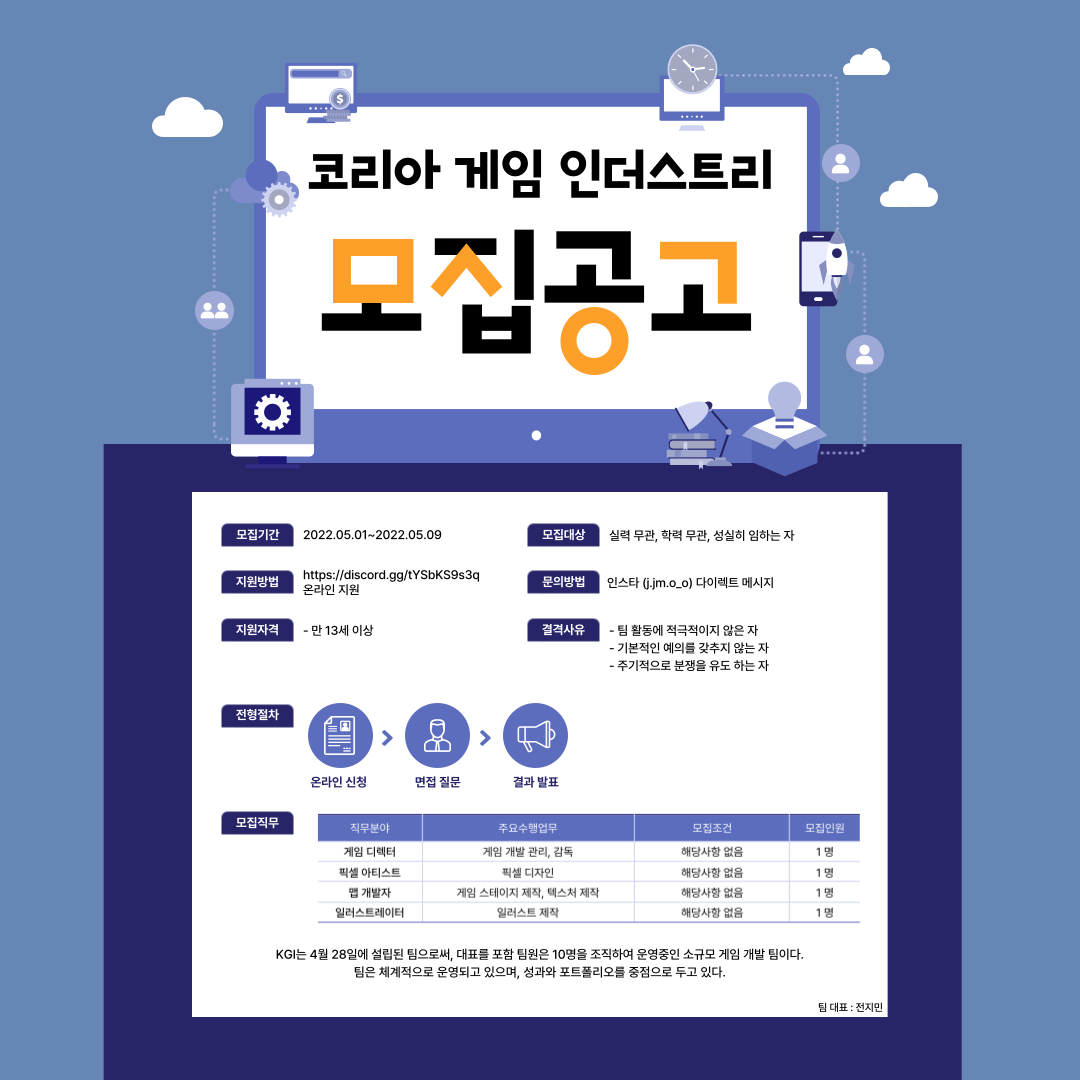 코리아 게임 인더스트리
모집공고
모집기간 2022.05.01~2022.05.09
모집대상 실력 무관, 학력 무관, 성실히 임하는 자
지원방법 https://discord.gg/tYSbKS9s3q
온라인 지원
문의방법 인스타 (j.jm.o_o) 다이렉트 메시지
지원자격 - 만 13세 이상
결격사유 - 팀 활동에 적극적이지 않은 자
- 기본적인 예의를 갖추지 않는 자
- 주기적으로 분쟁을 유도 하는 자
전형절차
온라인 신청 면접 질문 결과 발표
모집직무
직무분야 주요수행업무 모집조건 모집인원
게임 디렉터 게임 개발 관리, 감독 해당사항 없음 1 명
픽셀 아티스트 픽셀 디자인 해당사항 없음 1 명
맵 개발자 게임 스테이지 제작, 텍스처 제작 해당사항 없음 1 명
일러스트레이터 일러스트 제작 해당사항 없음 1 명
KGI는 4월 28일에 설립된 팀으로써, 대표를 포함 팀원은 10명을 조직하여 운영중인 소규모 게임 개발 팀이다.
팀은 체계적으로 운영되고 있으며, 성과와 포트폴리오를 중점으로 두고 있다.
팀 대표 : 전지민